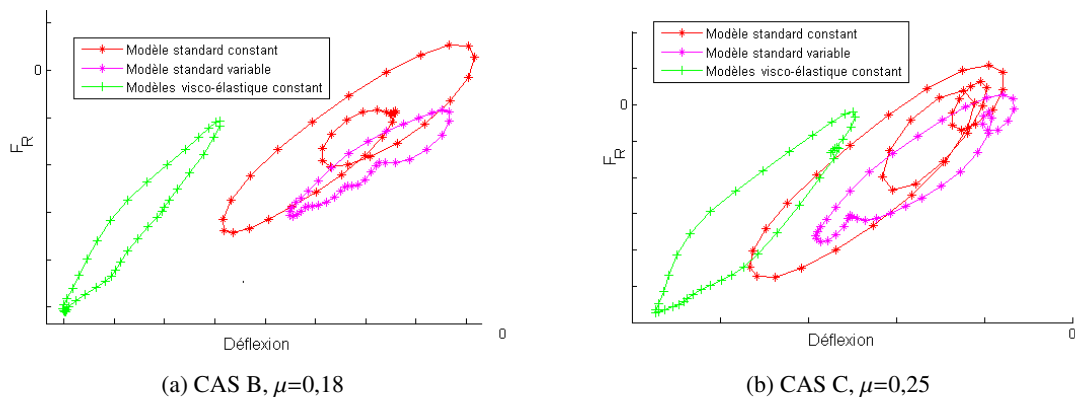 Modèle standard constant
Modèle standard variable
Modèles visco-élastique constant
0
F_R
Déflexion
0
(a) CAS B, μ=0,18
Modèle standard constant
Modèle standard variable
Modèles visco-élastique constant
0
F_R
Déflexion
0
(b) CAS C, μ=0,25